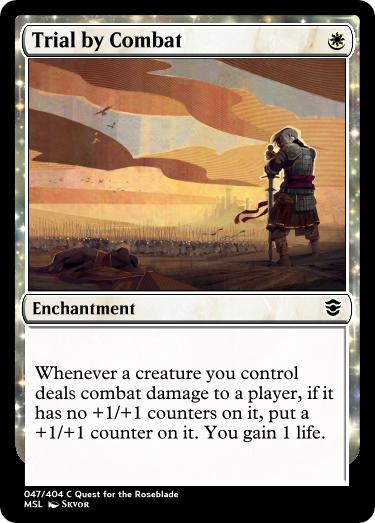 Trial by Combat
Enchantment
Whenever a creature you control
deals combat damage to a player, if it
has no +1/+1 counters on it, put a
+1/+1 counter on it. You gain 1 life.
047/404 C Quest for the Roseblade
MSL Skvor